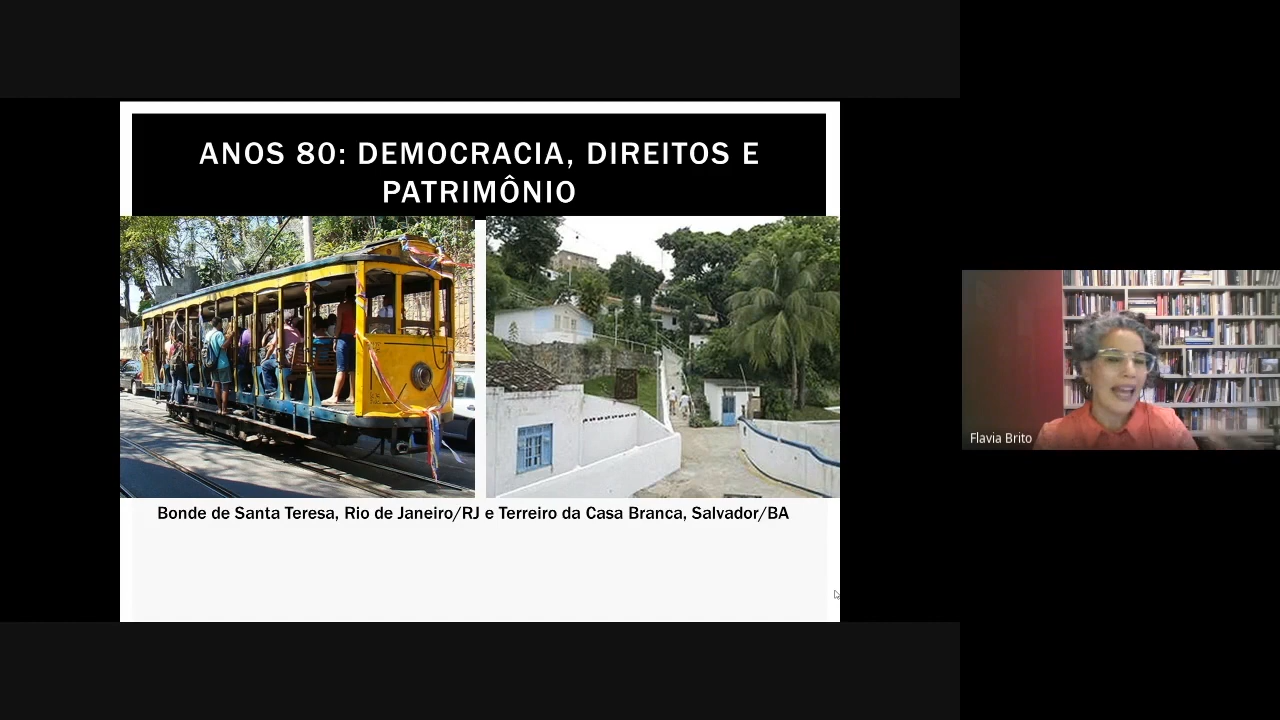 ANOS 80: DEMOCRACIA, DIREITOS E
PATRIMÔNIO
Bonde de Santa Teresa, Rio de Janeiro/RJ e Terreiro da Casa Branca, Salvador/BA
Flavia Brito